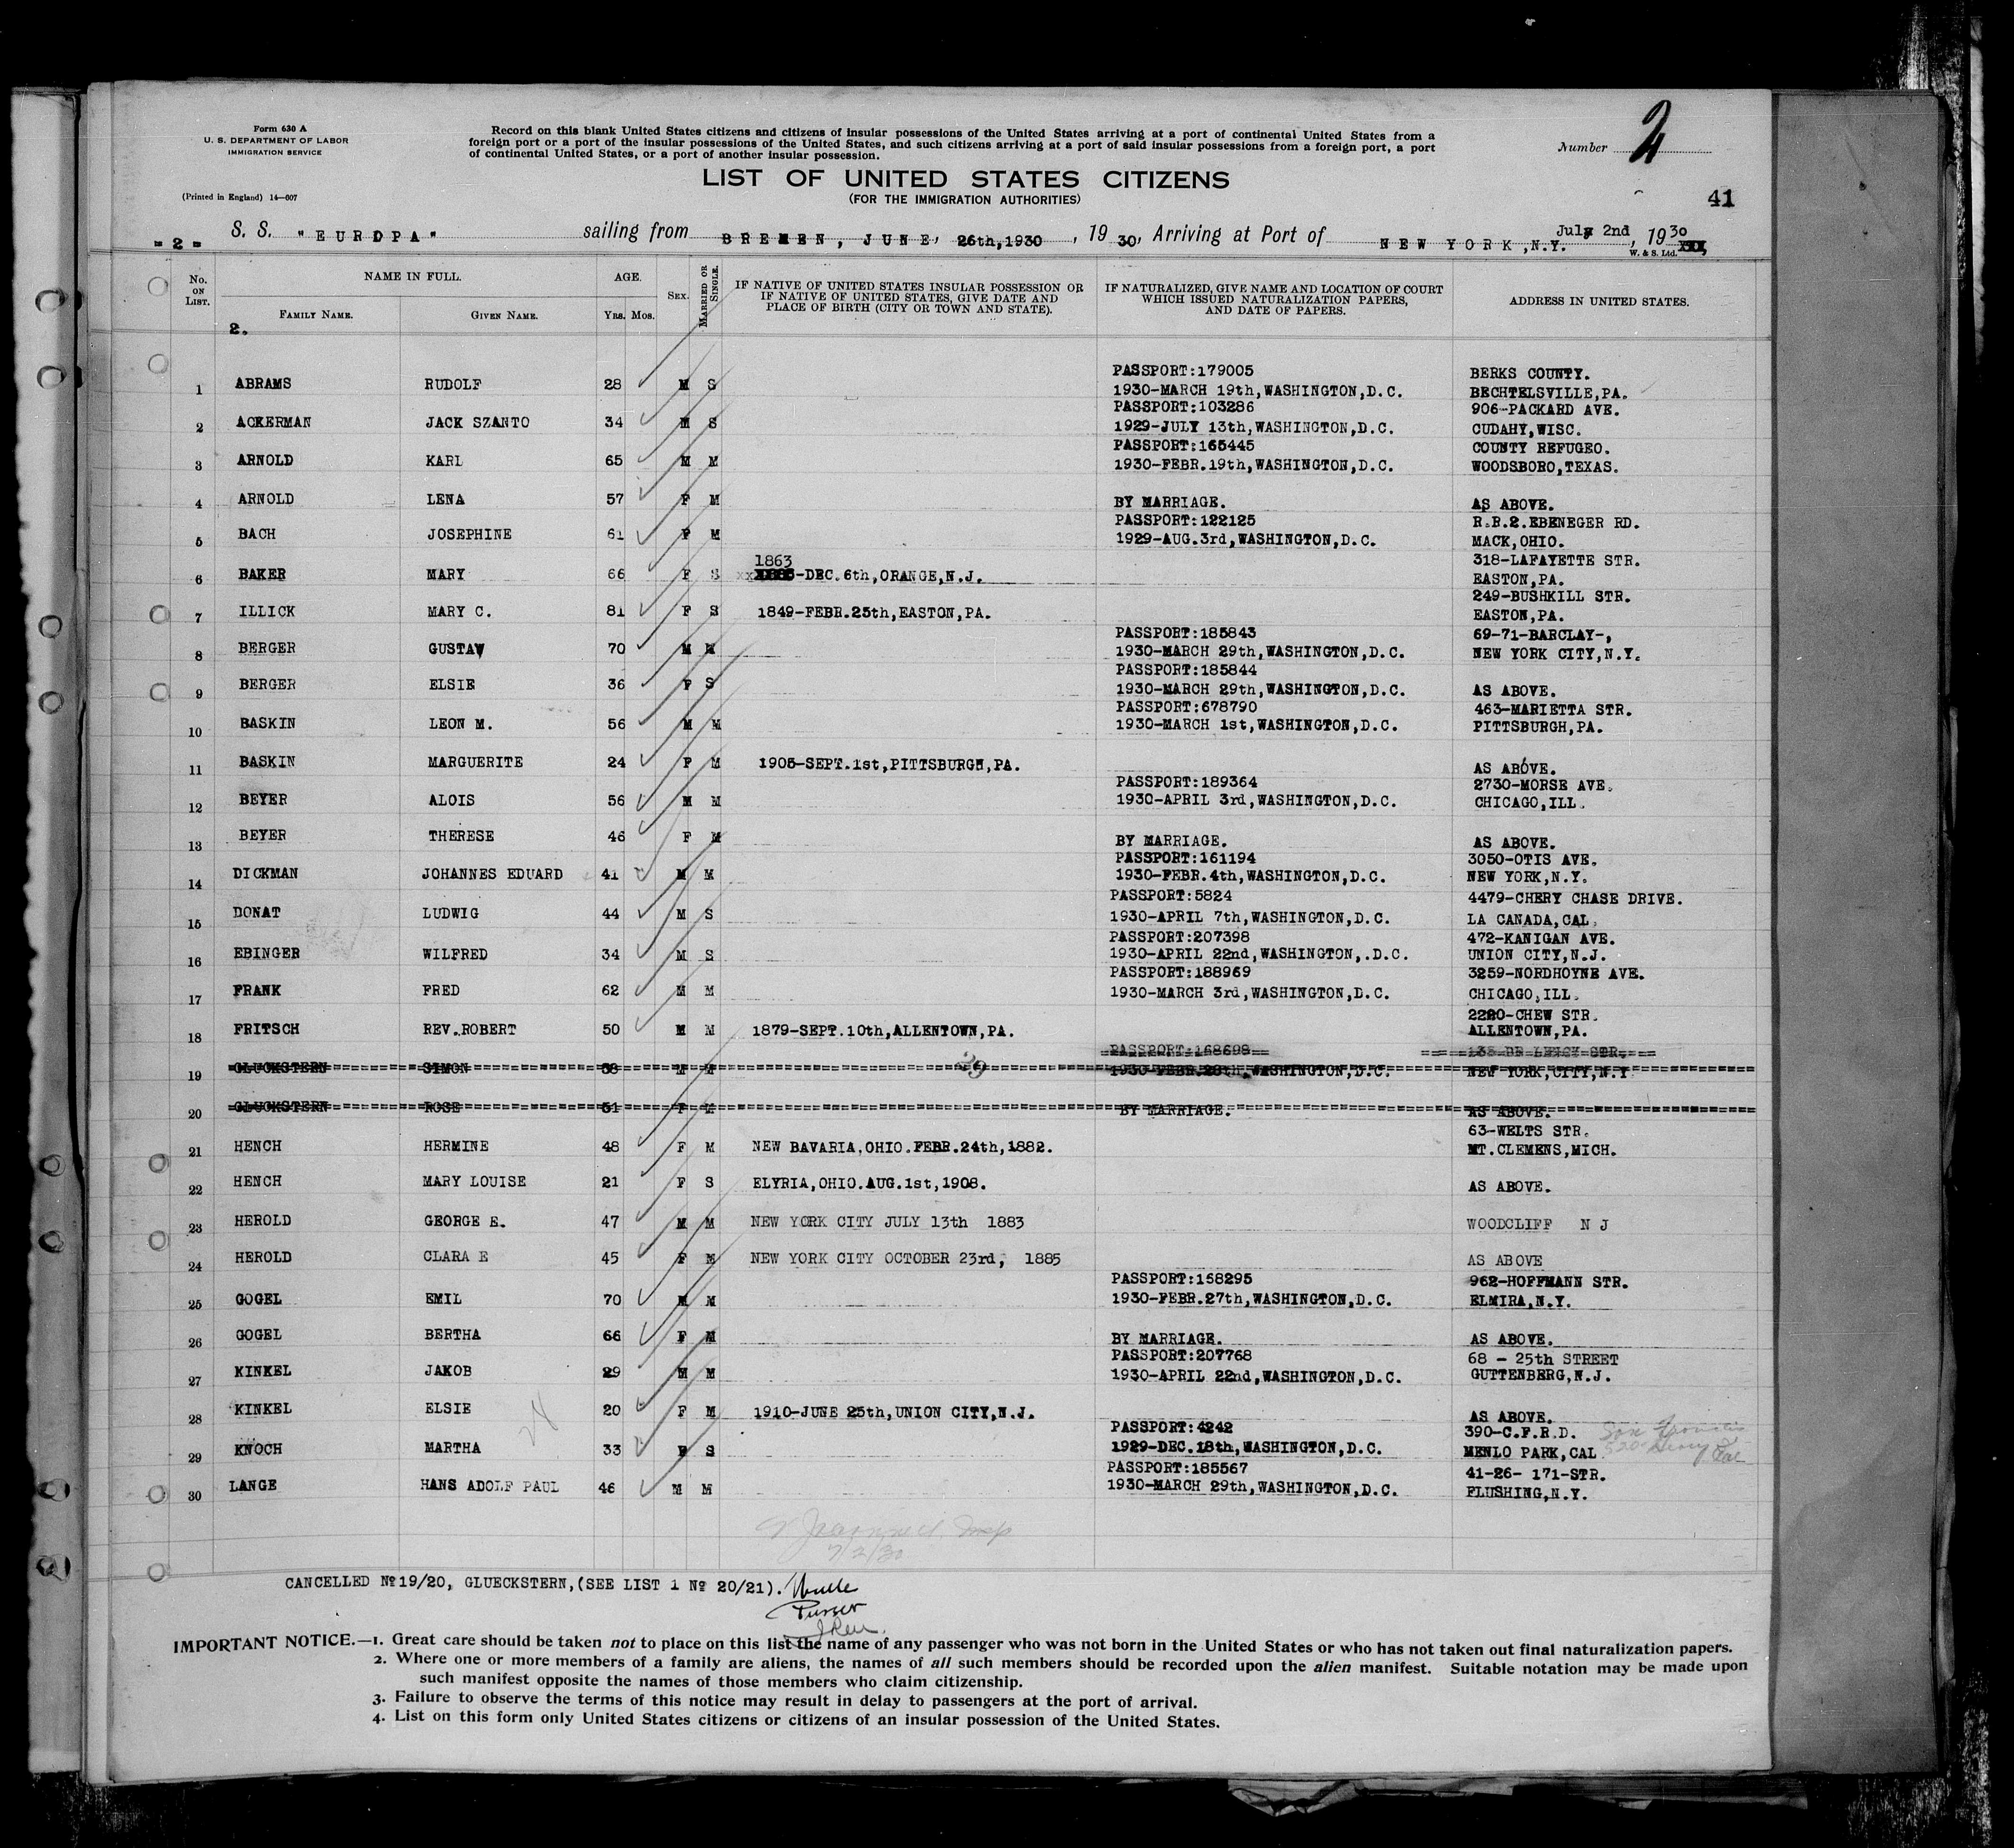 Form 630 A
U. S. DEPARTMENT OF LABOR
IMMIGRATION SERVICE
(Printed in England) 14—607
Record on this blank United States citizens and citizens of insular possessions of the United States arriving at a port of continental United States from a
foreign port or a port of the insular possessions of the United States, and such citizens arriving at a port of said insular possessions from a foreign port, a port
of continental United States, or a port of another insular possession.
Number 2
LIST OF UNITED STATES CITIZENS
(FOR THE IMMIGRATION AUTHORITIES)
41
- 2 - S. S. "EUROPA" sailing from BREMEN, JUNE, 26th,1930, 1930, Arriving at Port of NEW YORK,N.Y. July 2nd, 1930
W. & S. Ltd.
No. ON LIST. NAME IN FULL. AGE. SEX. MARRIED OR SINGLE. IF NATIVE OF UNITED STATES INSULAR POSSESSION OR IF NATIVE OF UNITED STATES, GIVE DATE AND PLACE OF BIRTH (CITY OR TOWN AND STATE). IF NATURALIZED, GIVE NAME AND LOCATION OF COURT WHICH ISSUED NATURALIZATION PAPERS, AND DATE OF PAPERS. ADDRESS IN UNITED STATES.
FAMILY NAME. GIVEN NAME. YRS. MOS.
2.
PASSPORT:179005 BERKS COUNTY.
1 ABRAMS RUDOLF 28 M S 1930-MARCH 19th,WASHINGTON,D.C. BECHTELSVILLE,PA.
PASSPORT:103286 906-PACKARD AVE.
2 ACKERMAN JACK SZANTO 34 M S 1929-JULY 13th,WASHINGTON,D.C. CUDAHY,WISC.
PASSPORT:165445 COUNTY REFUGEO.
3 ARNOLD KARL 65 M M 1930-FEBR.19th,WASHINGTON,D.C. WOODSBORO,TEXAS.
4 ARNOLD LENA 57 F M BY MARRIAGE. AS ABOVE.
PASSPORT:122125 R.R.2.EBENEGER RD.
5 BACH JOSEPHINE 61 F M 1929-AUG.3rd,WASHINGTON,D.C. MACK,OHIO.
1863 318-LAFAYETTE STR.
6 BAKER MARY 66 F S -DEC.6th,ORANGE,N.J. EASTON,PA.
249-BUSHKILL STR.
7 ILLICK MARY C. 81 F S 1849-FEBR.25th,EASTON,PA. EASTON,PA.
PASSPORT:185843 69-71-BARCLAY-,
8 BERGER GUSTAV 70 M M 1930-MARCH 29th,WASHINGTON,D.C. NEW YORK CITY,N.Y.
PASSPORT:185844
9 BERGER ELSIE 36 F S 1930-MARCH 29th,WASHINGTON,D.C. AS ABOVE.
PASSPORT:678790 463-MARIETTA STR.
10 BASKIN LEON M. 56 M M 1930-MARCH 1st,WASHINGTON,D.C. PITTSBURGH,PA.
11 BASKIN MARGUERITE 24 F M 1905-SEPT.1st,PITTSBURGH,PA. AS ABOVE.
PASSPORT:189364 2730-MORSE AVE.
12 BEYER ALOIS 56 M M 1930-APRIL 3rd,WASHINGTON,D.C. CHICAGO,ILL.
13 BEYER THERESE 46 F M BY MARRIAGE. AS ABOVE.
PASSPORT:161194 3050-OTIS AVE.
14 DICKMAN JOHANNES EDUARD 41 M M 1930-FEBR.4th,WASHINGTON,D.C. NEW YORK,N.Y.
PASSPORT:5824 4479-CHERY CHASE DRIVE.
15 DONAT LUDWIG 44 M S 1930-APRIL 7th,WASHINGTON,D.C. LA CANADA,CAL.
PASSPORT:207398 472-KANIGAN AVE.
16 EBINGER WILFRED 34 M S 1930-APRIL 22nd,WASHINGTON,.D.C. UNION CITY,N.J.
PASSPORT:188969 3259-NORDHOYNE AVE.
17 FRANK FRED 62 M M 1930-MARCH 3rd,WASHINGTON,D.C. CHICAGO,ILL.
2220-CHEW STR.
18 FRITSCH REV.ROBERT 50 M M 1879-SEPT.10th,ALLENTOWN,PA. ALLENTOWN,PA.
PASSPORT:168698
19 GLUCKSTERN SIMON 58 M M 29 1930-FEBR.28th,WASHINGTON,D.C. NEW YORK,CITY,N.Y
20 GLUCKSTERN ROSE 51 F M BY MARRIAGE. AS ABOVE.
63-WELTS STR.
21 HENCH HERMINE 48 F M NEW BAVARIA,OHIO.FEBR.24th,1882. MT.CLEMENS,MICH.
22 HENCH MARY LOUISE 21 F S ELYRIA,OHIO.AUG.1st,1908. AS ABOVE.
23 HEROLD GEORGE E. 47 M M NEW YORK CITY JULY 13th 1883 WOODCLIFF N J
24 HEROLD CLARA E 45 F M NEW YORK CITY OCTOBER 23rd, 1885 AS ABOVE
PASSPORT:168295 962-HOFFMANN STR.
25 GOGEL EMIL 70 M M 1930-FEBR.27th,WASHINGTON,D.C. ELMIRA,N.Y.
26 GOGEL BERTHA 66 F M BY MARRIAGE. AS ABOVE.
PASSPORT:207768 68 - 25th STREET
27 KINKEL JAKOB 29 M M 1930-APRIL 22nd,WASHINGTON,D.C. GUTTENBERG,N.J.
28 KINKEL ELSIE 20 F M 1910-JUNE 25th,UNION CITY,N.J. AS ABOVE.
28 PASSPORT:4242 390-C.F.R.D.
29 KNOCH MARTHA 33 F S 1929-DEC.18th,WASHINGTON,D.C. MENLO PARK,CAL
PASSPORT:185567 41-26- 171-STR.
30 LANGE HANS ADOLF PAUL 46 M M 1930-MARCH 29th,WASHINGTON,D.C. FLUSHING,N.Y.
7/2/30
CANCELLED Nº19/20, GLUECKSTERN,(SEE LIST 1 Nº 20/21).
Purser
IMPORTANT NOTICE.—1. Great care should be taken not to place on this list the name of any passenger who was not born in the United States or who has not taken out final naturalization papers.
2. Where one or more members of a family are aliens, the names of all such members should be recorded upon the alien manifest. Suitable notation may be made upon
such manifest opposite the names of those members who claim citizenship.
3. Failure to observe the terms of this notice may result in delay to passengers at the port of arrival.
4. List on this form only United States citizens or citizens of an insular possession of the United States.